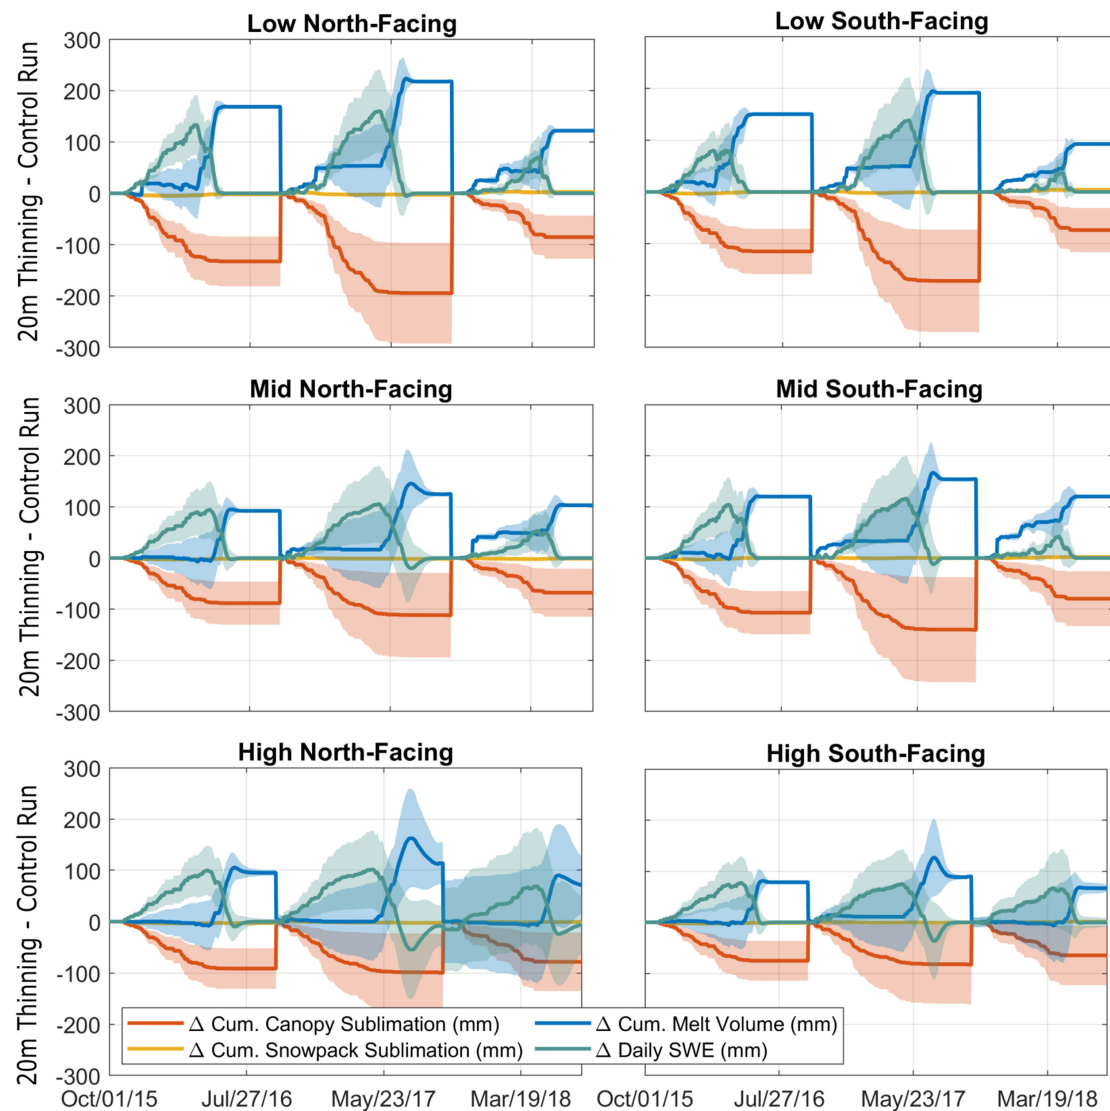 Low North-Facing
Low South-Facing
20m Thinning - Control Run
300
200
100
0
-100
-200
-300
Mid North-Facing
Mid South-Facing
20m Thinning - Control Run
300
200
100
0
-100
-200
-300
High North-Facing
High South-Facing
20m Thinning - Control Run
300
200
100
0
-100
-200
-300
Δ Cum. Canopy Sublimation (mm)
Δ Cum. Melt Volume (mm)
Δ Cum. Snowpack Sublimation (mm)
Δ Daily SWE (mm)
Oct/01/15 Jul/27/16 May/23/17 Mar/19/18
Oct/01/15 Jul/27/16 May/23/17 Mar/19/18